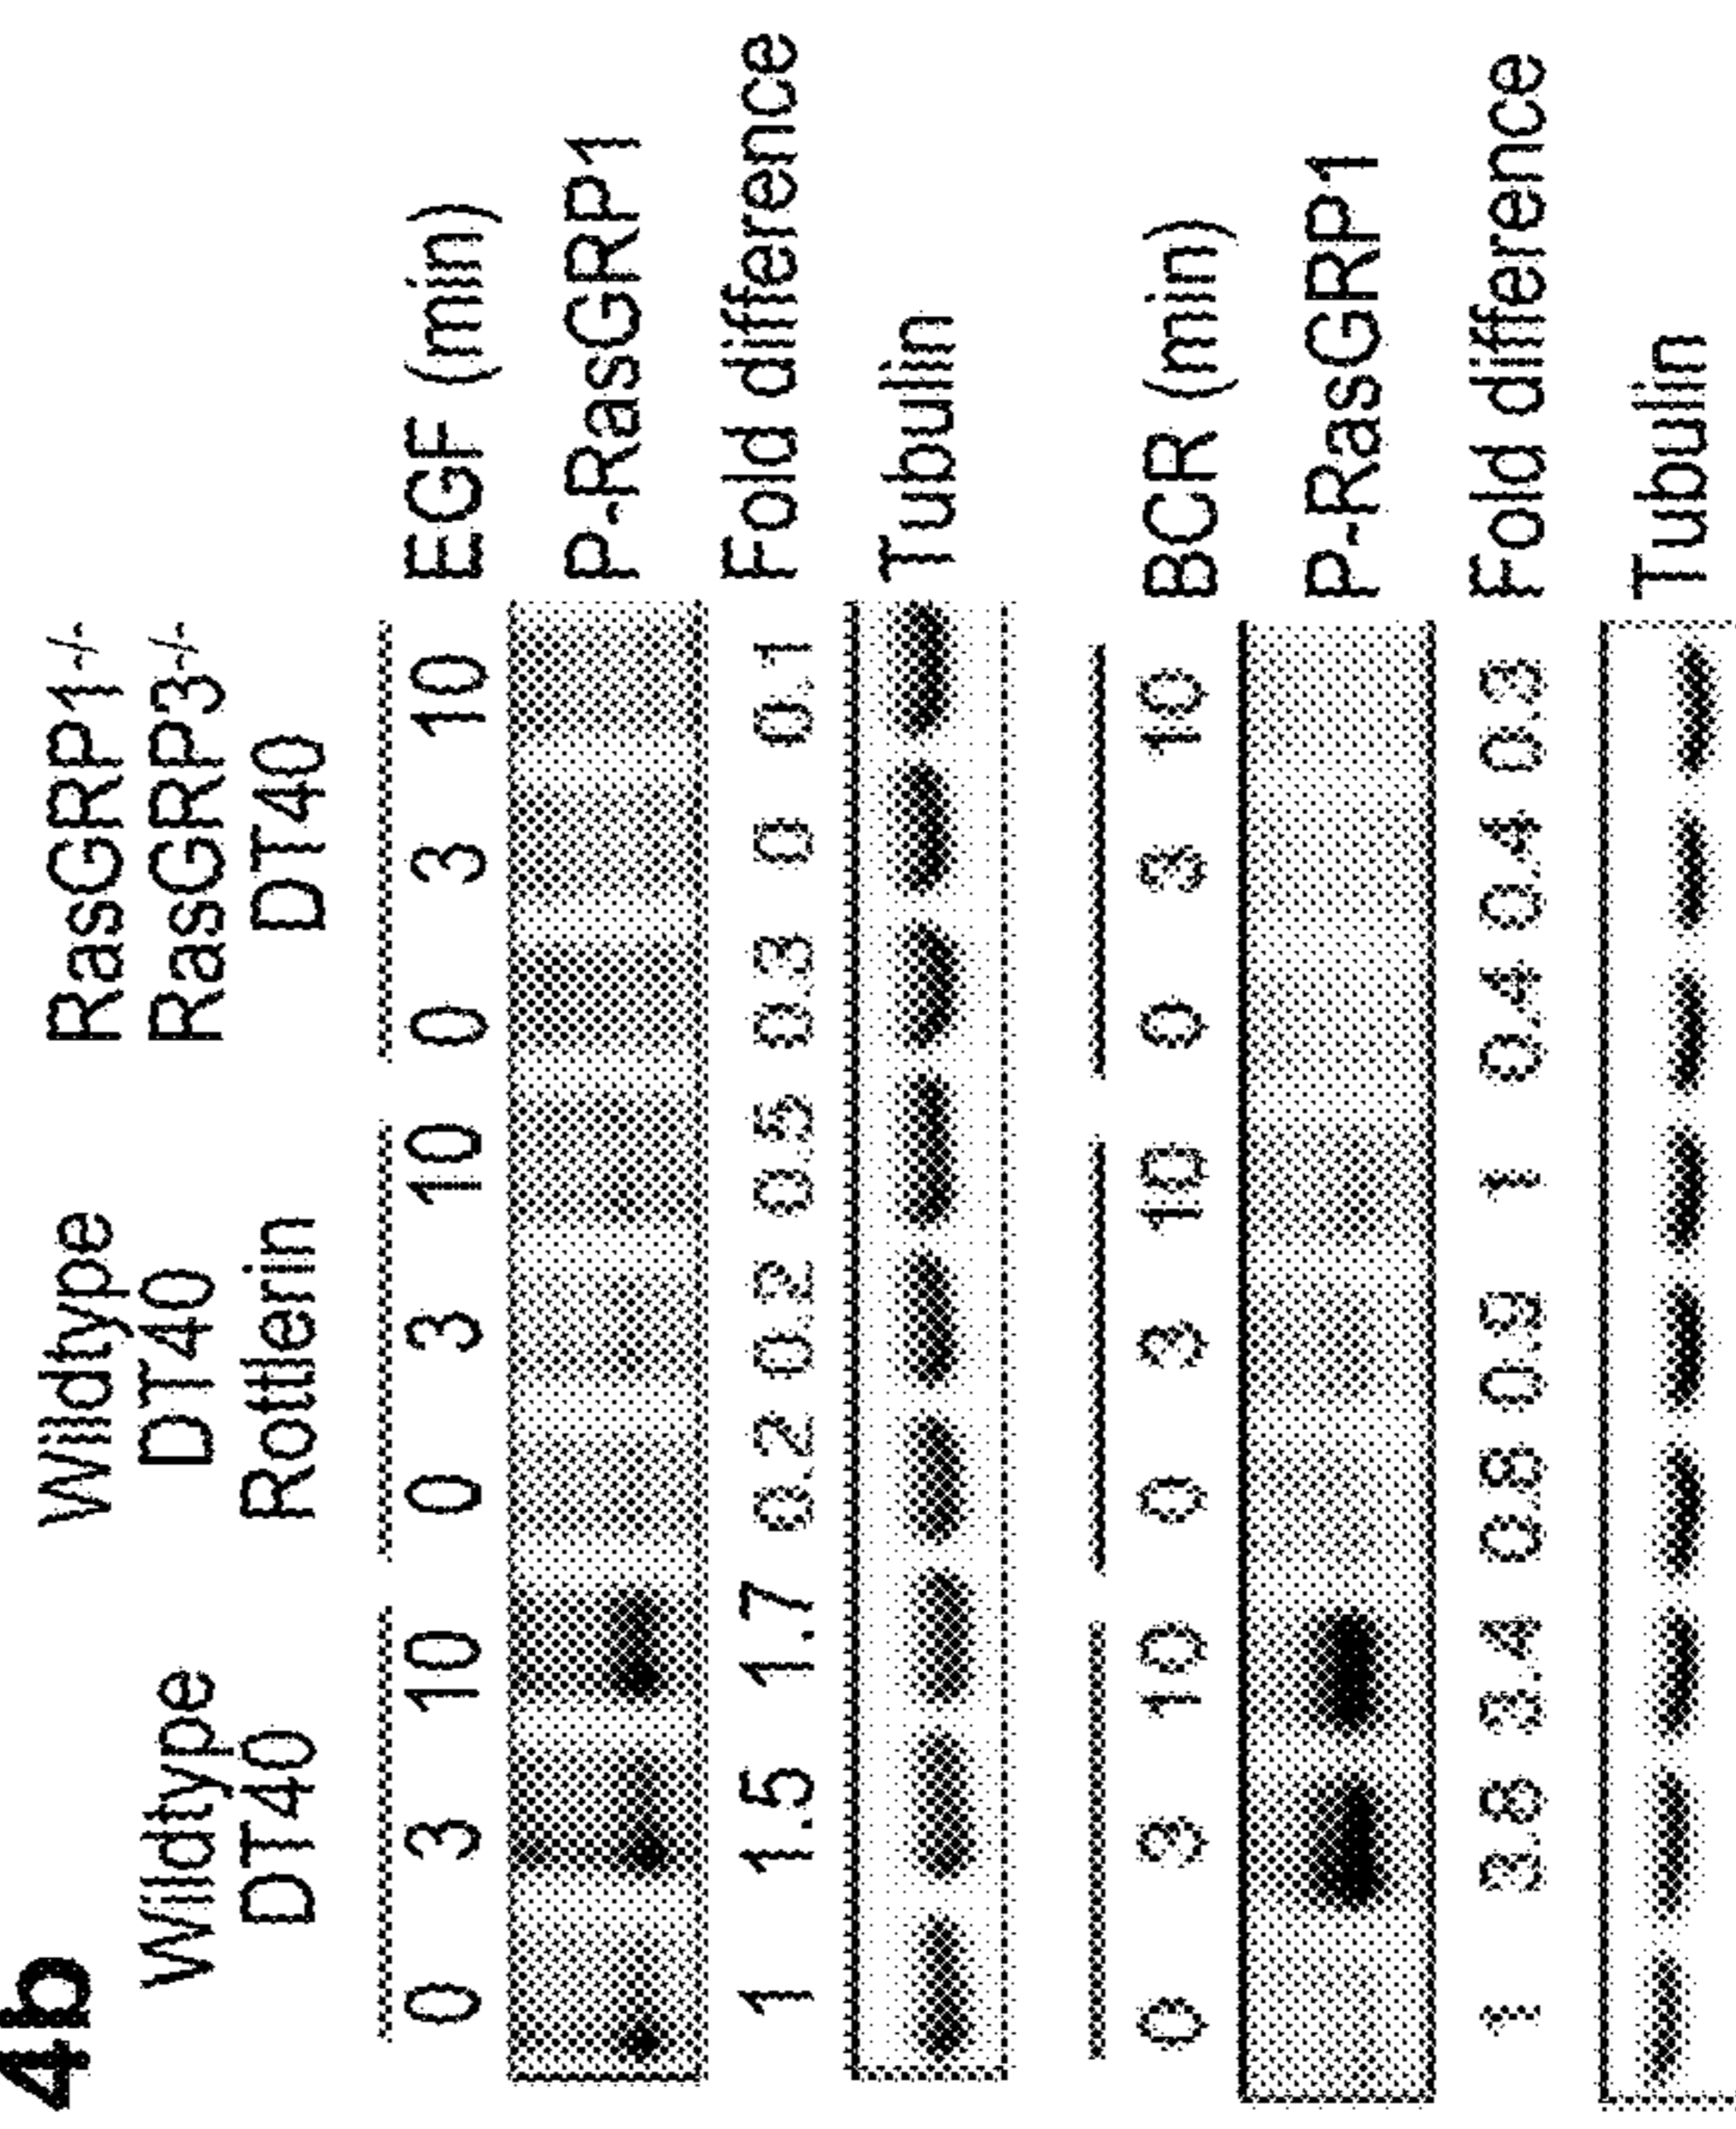 4b
Wildtype
DT40
Wildtype
DT40
Rottlerin
RasGRP1-/-
RasGRP3-/-
DT40
0 3 10 0 3 10 0 3 10 EGF (min)
P-RasGRP1
1 1.5 1.7 0.2 0.2 0.5 0.3 0 0.1 Fold difference
Tubulin
0 3 10 0 3 10 0 3 10 BCR (min)
P-RasGRP1
1 3.8 3.4 0.8 0.9 1 0.4 0.4 0.3 Fold difference
Tubulin